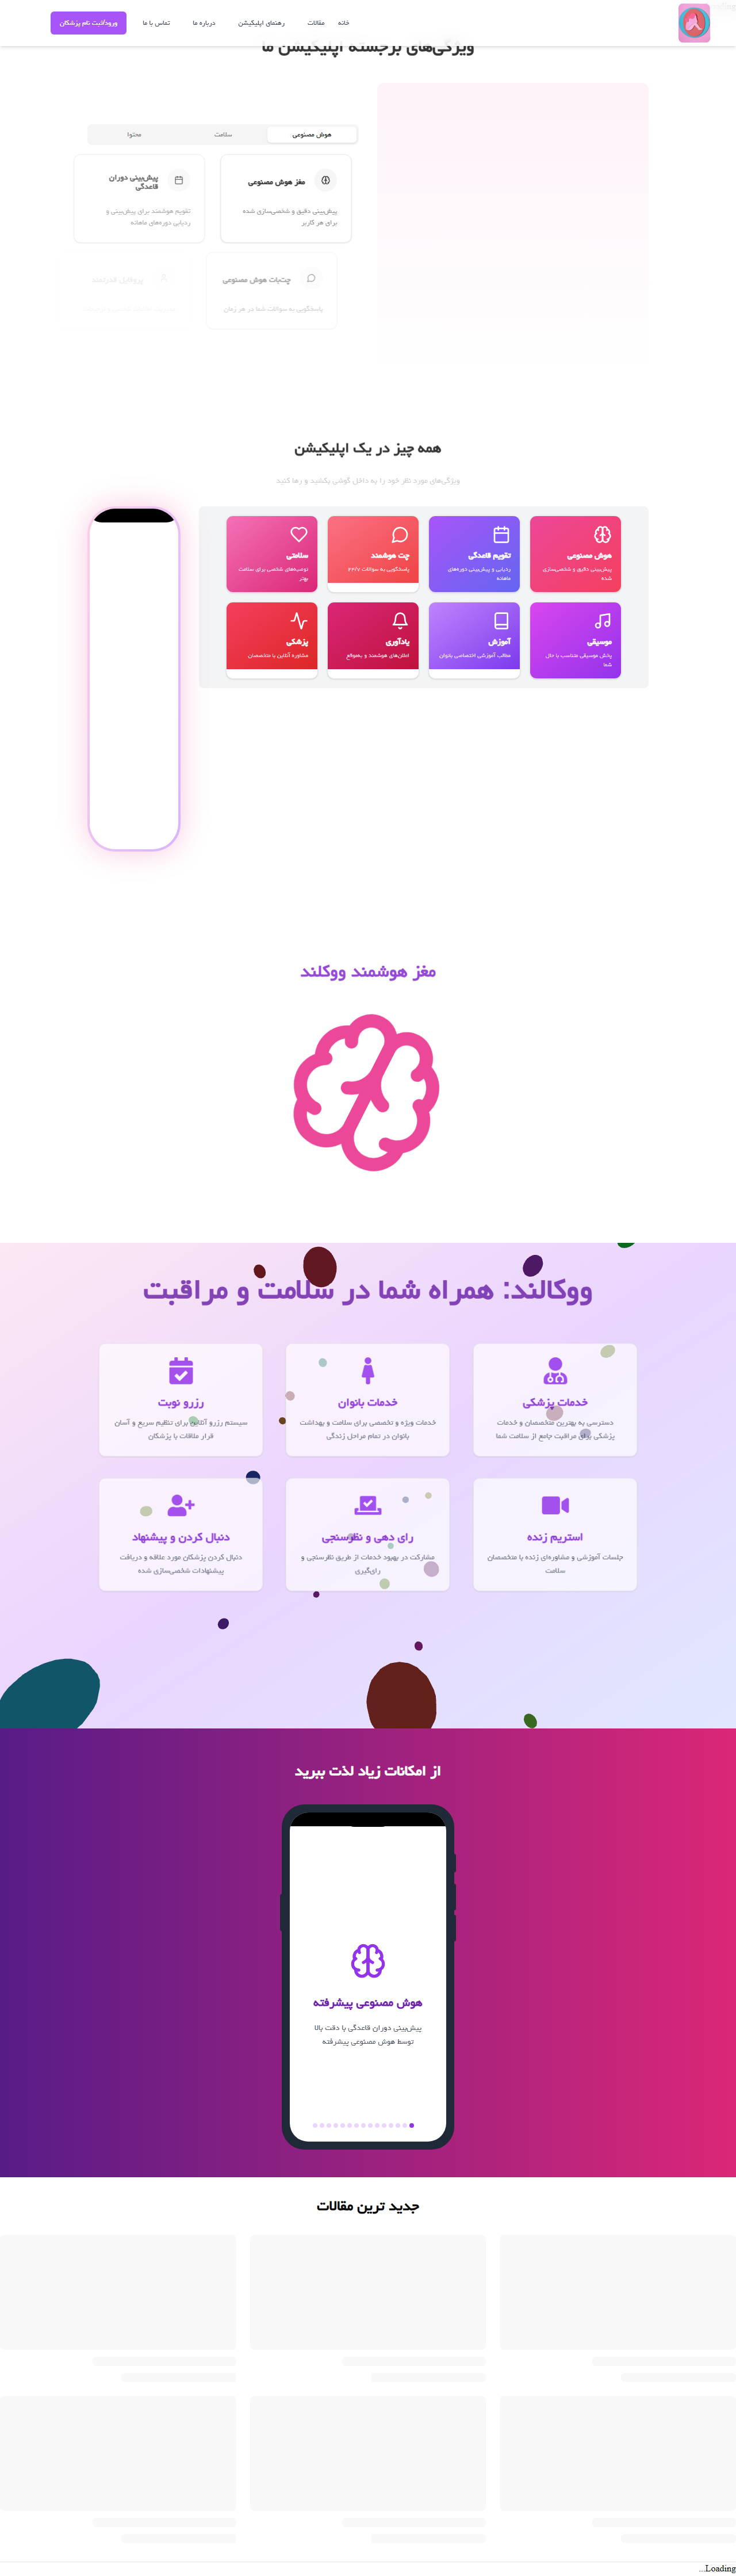 خانه
مقالات
رهنمای اپلیکیشن
درباره ما
تماس با ما
ورود/ثبت نام پزشکان
ویژگی‌های برجسته اپلیکیشن ما
هوش مصنوعی
سلامت
محتوا
مغز هوش مصنوعی
پیش‌بینی دقیق و شخصی‌سازی شده
برای هر کاربر
پیش‌بینی دوران
قاعدگی
تقویم هوشمند برای پیش‌بینی و
ردیابی دوره‌های ماهانه
چت‌بات هوش مصنوعی
پاسخگویی به سوالات شما در هر زمان
پروفایل قدرتمند
همه چیز در یک اپلیکیشن
ویژگی‌های مورد نظر خود را به داخل گوشی بکشید و رها کنید
هوش مصنوعی
پیش‌بینی دقیق و شخصی‌سازی
شده
تقویم قاعدگی
ردیابی و پیش‌بینی دوره‌های
ماهانه
چت هوشمند
پاسخگویی به سوالات ۲۴/۷
سلامتی
توصیه‌های شخصی برای سلامت
بهتر
موسیقی
پخش موسیقی متناسب با حال
شما
آموزش
مطالب آموزشی اختصاصی بانوان
یادآوری
اعلان‌های هوشمند و به‌موقع
پزشکی
مشاوره آنلاین با متخصصان
مغز هوشمند ووکلند
ووکالند: همراه شما در سلامت و مراقبت
خدمات پزشکی
دسترسی به بهترین متخصصان و خدمات
پزشکی برای مراقبت جامع از سلامت شما
خدمات بانوان
خدمات ویژه و تخصصی برای سلامت و بهداشت
بانوان در تمام مراحل زندگی
رزرو نوبت
سیستم رزرو آنلاین برای تنظیم سریع و آسان
قرار ملاقات با پزشکان
استریم زنده
جلسات آموزشی و مشاوره‌ای زنده با متخصصان
سلامت
رای دهی و نظرسنجی
مشارکت در بهبود خدمات از طریق نظرسنجی و
رای‌گیری
دنبال کردن و پیشنهاد
دنبال کردن پزشکان مورد علاقه و دریافت
پیشنهادات شخصی‌سازی شده
از امکانات زیاد لذت ببرید
هوش مصنوعی پیشرفته
پیش‌بینی دوران قاعدگی با دقت بالا
توسط هوش مصنوعی پیشرفته
جدید ترین مقالات
Loading...